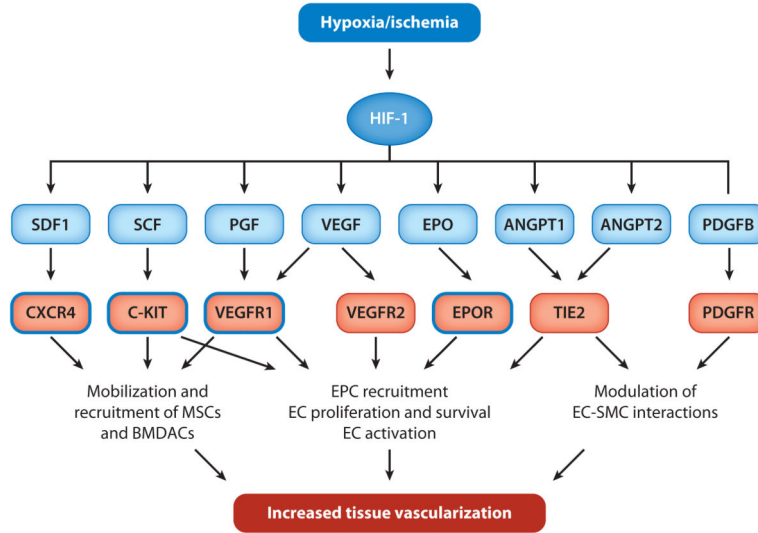 Hypoxia/ischemia
HIF-1
SDF1
SCF
PGF
VEGF
EPO
ANGPT1
ANGPT2
PDGFB
CXCR4
C-KIT
VEGFR1
VEGFR2
EPOR
TIE2
PDGFR
Mobilization and
recruitment of MSCs
and BMDACs
EPC recruitment
EC proliferation and survival
EC activation
Modulation of
EC-SMC interactions
Increased tissue vascularization